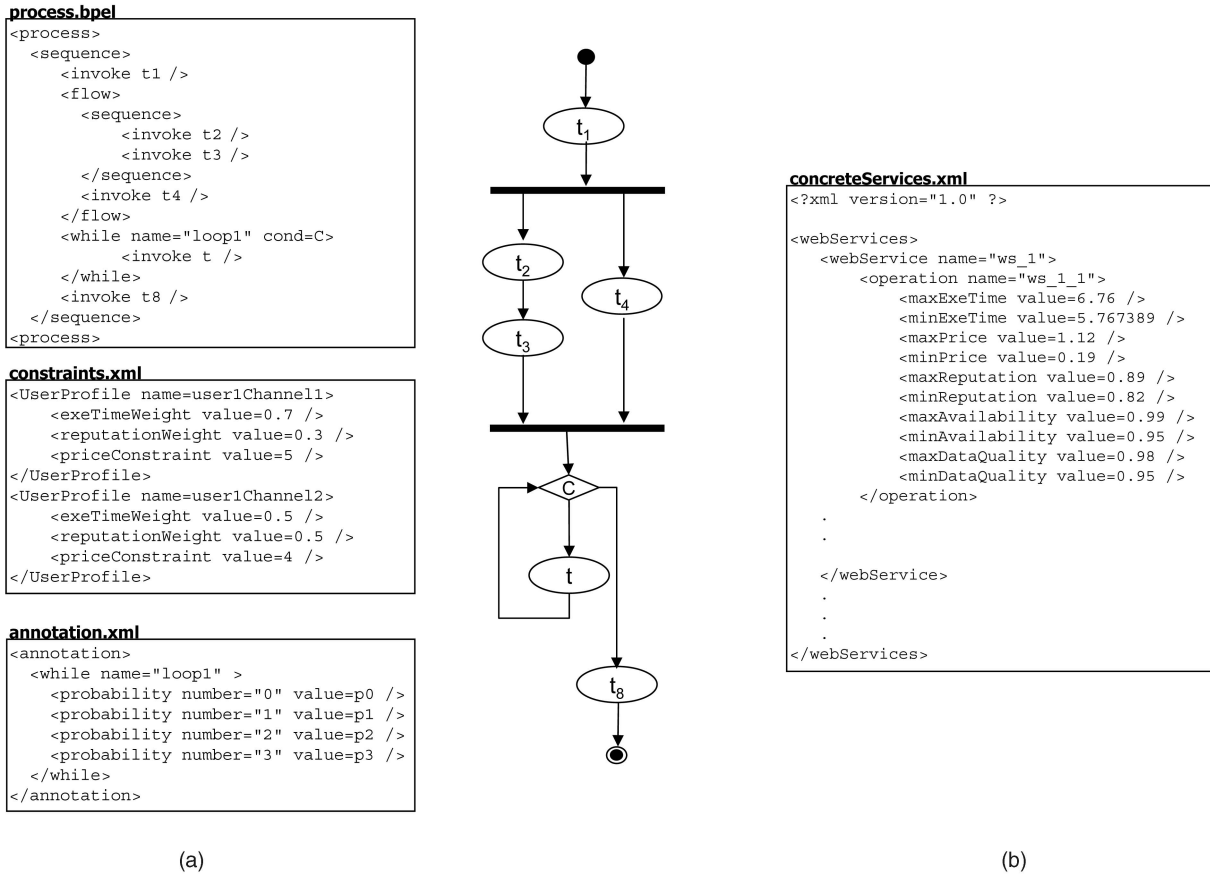 process.bpel
<process>
<sequence>
<invoke t1 />
<flow>
<sequence>
<invoke t2 />
<invoke t3 />
</sequence>
<invoke t4 />
</flow>
<while name="loop1" cond=C>
<invoke t />
</while>
<invoke t8 />
</sequence>
<process>
constraints.xml
<UserProfile name=user1Channel1>
<exeTimeWeight value=0.7 />
<reputationWeight value=0.3 />
<priceConstraint value=5 />
</UserProfile>
<UserProfile name=user1Channel2>
<exeTimeWeight value=0.5 />
<reputationWeight value=0.5 />
<priceConstraint value=4 />
</UserProfile>
annotation.xml
<annotation>
<while name="loop1" >
<probability number="0" value=p0 />
<probability number="1" value=p1 />
<probability number="2" value=p2 />
<probability number="3" value=p3 />
</while>
</annotation>
(a)
t1
t2
t4
t3
C
t
t8
concreteServices.xml
<?xml version="1.0" ?>
<webServices>
<webService name="ws_1">
<operation name="ws_1_1">
<maxExeTime value=6.76 />
<minExeTime value=5.767389 />
<maxPrice value=1.12 />
<minPrice value=0.19 />
<maxReputation value=0.89 />
<minReputation value=0.82 />
<maxAvailability value=0.99 />
<minAvailability value=0.95 />
<maxDataQuality value=0.98 />
<minDataQuality value=0.95 />
</operation>
.
.
</webService>
.
.
.
</webServices>
(b)